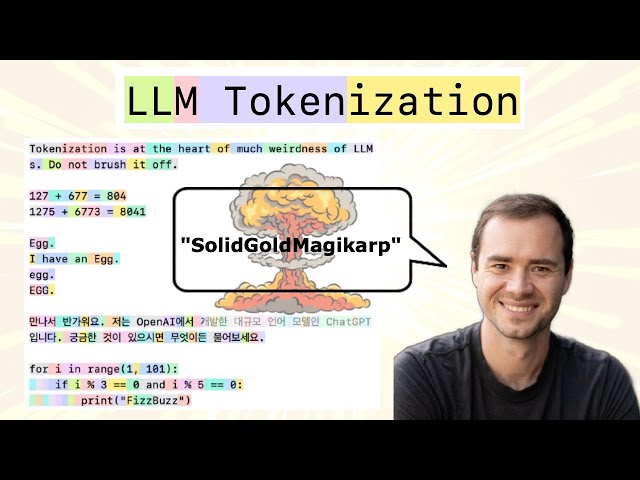 LLM Tokenization
Tokenization is at the heart of much weirdness of LLM
s. Do not brush it off.
127 + 677 = 804
1275 + 6773 = 8041
"SolidGoldMagikarp"
Egg.
I have an Egg.
egg.
EGG.
만나서 반가워요. 저는 OpenAI에서 개발한 대규모 언어 모델인 ChatGPT
입니다. 궁금한 것이 있으시면 무엇이든 물어보세요.
for i in range(1, 101):
    if i % 3 == 0 and i % 5 == 0:
        print("FizzBuzz")